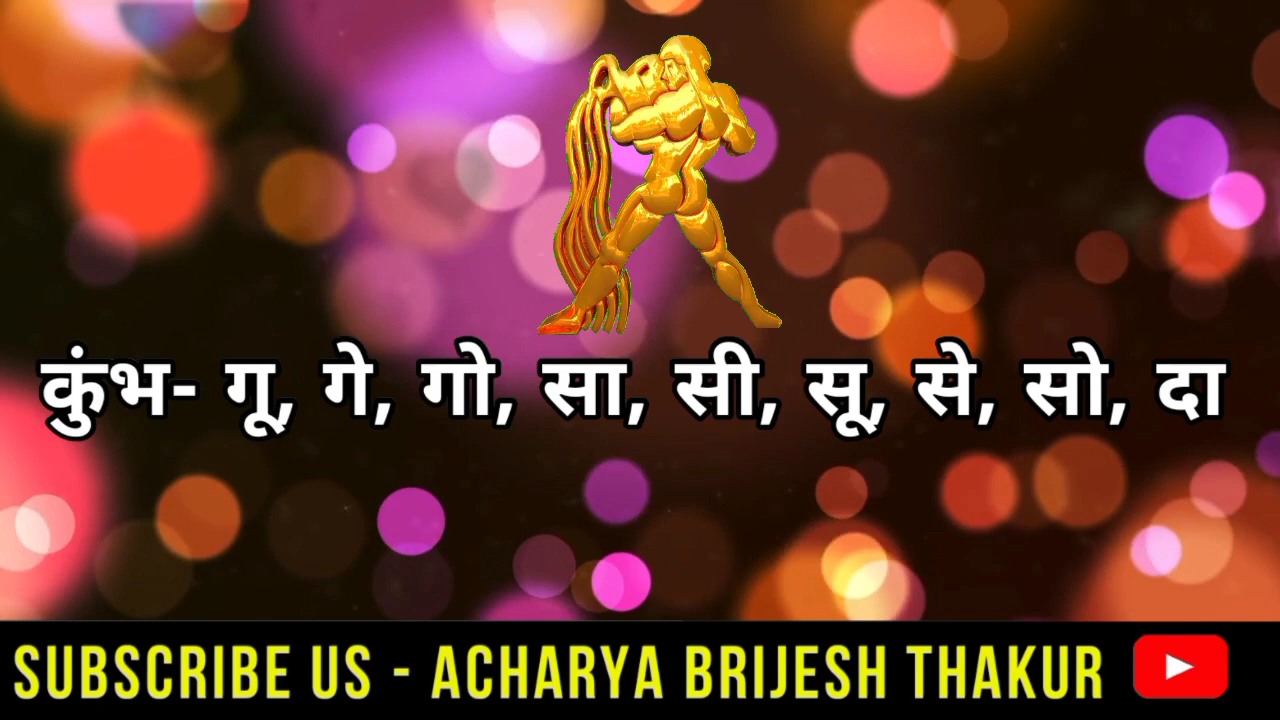 कुंभ- गू, गे, गो, सा, सी, सू, से, सो, दा
SUBSCRIBE US - ACHARYA BRIJESH THAKUR